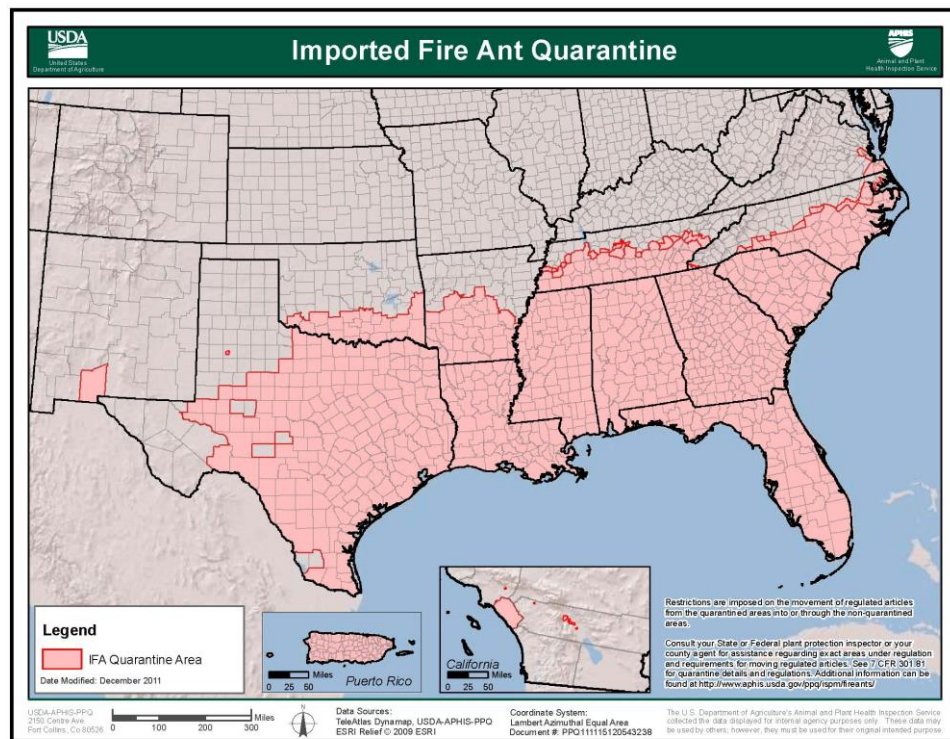 USDA
United States
Department of Agriculture
Imported Fire Ant Quarantine
APHIS
Animal and Plant
Health Inspection Service
Legend
IFA Quarantine Area
Date Modified: December 2011
Miles
0 25 50
Puerto Rico
California
Miles
0 25 50
Restrictions are imposed on the movement of regulated articles
from the quarantined areas into or through the non-quarantined
areas.
Consult your State or Federal plant protection inspector or your
county agent for assistance reguarding exact areas under regulation
and requirements for moving regulated articles. See 7 CFR 301.81
for quarantine details and regulations. Additional information can be
found at http://www.aphis.usda.gov/ppq/ispm/fireants/
USDA-APHIS-PPQ
2150 Centre Ave.
Fort Collins, Co 80526
Miles
0 100 200 300
N
Data Sources:
TeleAtlas Dynamap, USDA-APHIS-PPQ
ESRI Relief © 2009 ESRI
Coordinate System:
Lambert Azimuthal Equal Area
Document #: PPQ111115120543238
The U.S. Department of Agriculture's Animal and Plant Health Inspection Service
collected the data displayed for internal agency purposes only. These data may
be used by others; however, they must be used for their original intended purpose.